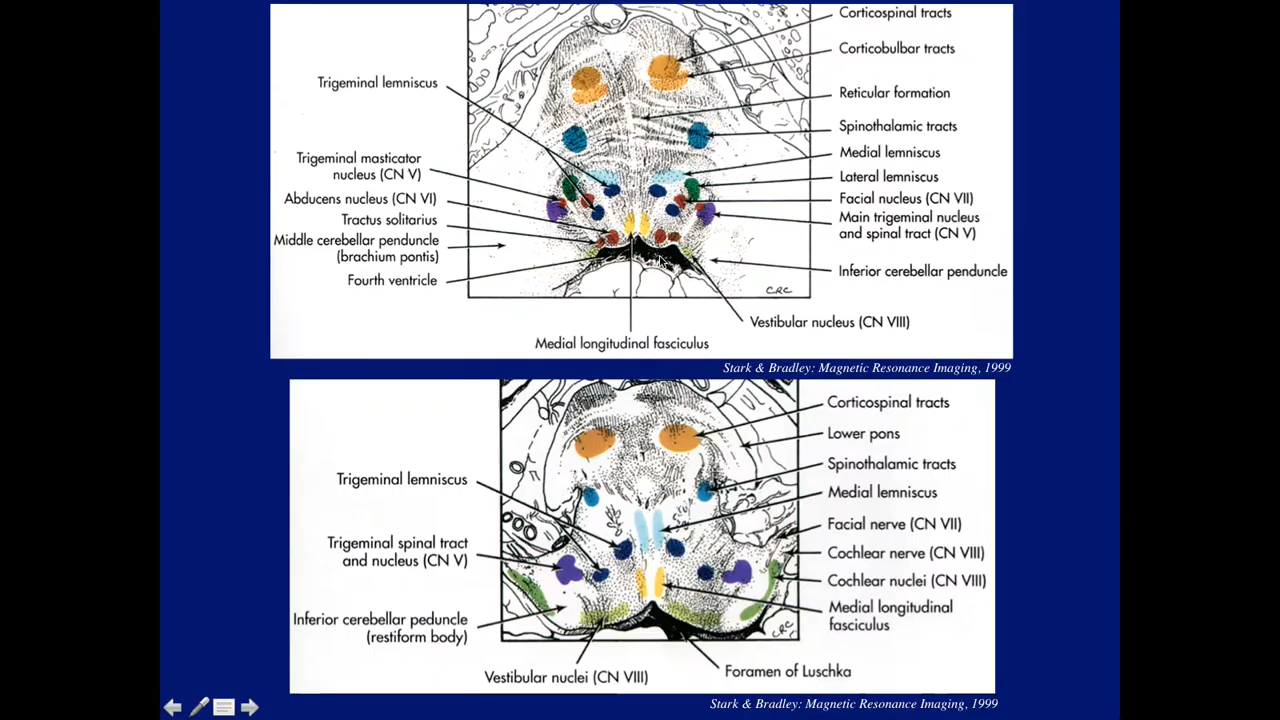 Corticospinal tracts
Corticobulbar tracts
Trigeminal lemniscus
Reticular formation
Spinothalamic tracts
Medial lemniscus
Trigeminal masticator
nucleus (CN V)
Lateral lemniscus
Abducens nucleus (CN VI)
Facial nucleus (CN VII)
Tractus solitarius
Main trigeminal nucleus
and spinal tract (CN V)
Middle cerebellar penduncle
(brachium pontis)
Fourth ventricle
Inferior cerebellar penduncle
CRC
Vestibular nucleus (CN VIII)
Medial longitudinal fasciculus
Stark & Bradley: Magnetic Resonance Imaging, 1999
Corticospinal tracts
Lower pons
Spinothalamic tracts
Trigeminal lemniscus
Medial lemniscus
Facial nerve (CN VII)
Trigeminal spinal tract
and nucleus (CN V)
Cochlear nerve (CN VIII)
Cochlear nuclei (CN VIII)
Medial longitudinal
fasciculus
Inferior cerebellar peduncle
(restiform body)
CRC
Vestibular nuclei (CN VIII)
Foramen of Luschka
Stark & Bradley: Magnetic Resonance Imaging, 1999